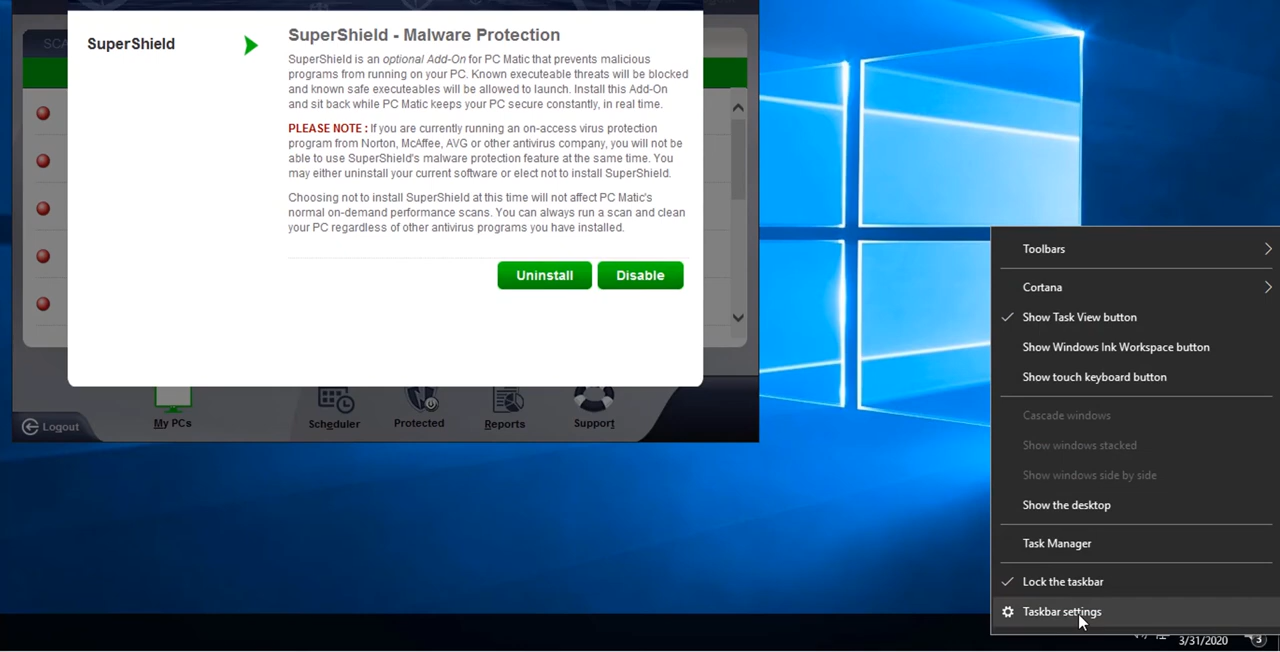 SCA
SuperShield
SuperShield - Malware Protection
SuperShield is an optional Add-On for PC Matic that prevents malicious
programs from running on your PC. Known executeable threats will be blocked
and known safe executeables will be allowed to launch. Install this Add-On
and sit back while PC Matic keeps your PC secure constantly, in real time.
PLEASE NOTE : If you are currently running an on-access virus protection
program from Norton, McAffee, AVG or other antivirus company, you will not be
able to use SuperShield's malware protection feature at the same time. You
may either uninstall your current software or elect not to install SuperShield.
Choosing not to install SuperShield at this time will not affect PC Matic's
normal on-demand performance scans. You can always run a scan and clean
your PC regardless of other antivirus programs you have installed.
Uninstall Disable
Logout
My PCs
Scheduler
Protected
Reports
Support
Toolbars
Cortana
Show Task View button
Show Windows Ink Workspace button
Show touch keyboard button
Cascade windows
Show windows stacked
Show windows side by side
Show the desktop
Task Manager
Lock the taskbar
Taskbar settings
3/31/2020
3